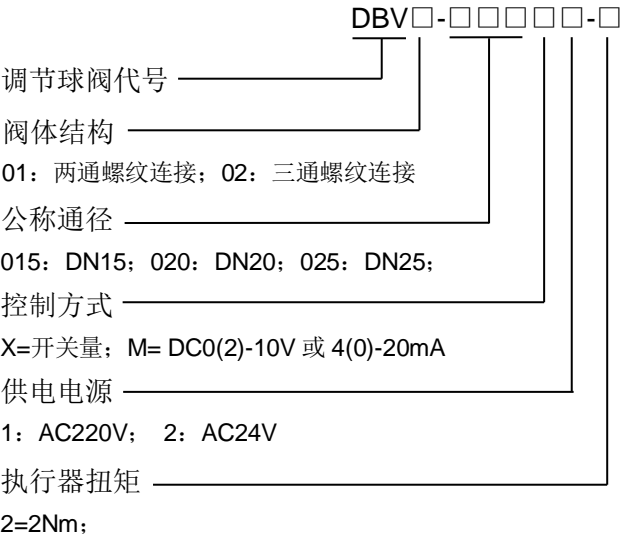 DBV□-□□□□□-□
调节球阀代号
阀体结构
01：两通螺纹连接；02：三通螺纹连接
公称通径
015：DN15；020：DN20；025：DN25；
控制方式
X=开关量；M= DC0(2)-10V 或 4(0)-20mA
供电电源
1：AC220V； 2：AC24V
执行器扭矩
2=2Nm；